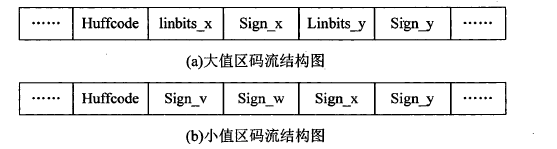 …… Huffcode linbits_x Sign_x Linbits_y Sign_y ……
(a)大值区码流结构图
…… Huffcode Sign_v Sign_w Sign_x Sign_y ……
(b)小值区码流结构图